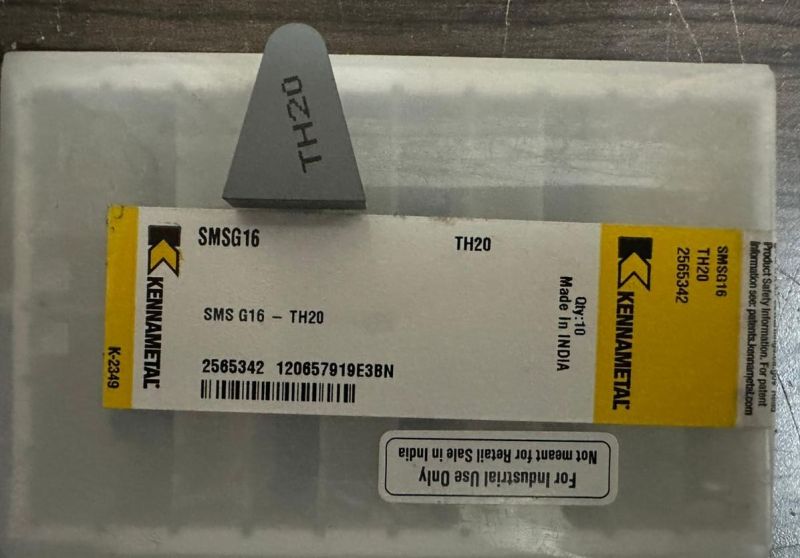 TH20
SMSG16 TH20
SMS G16 - TH20
2565342 120657919E3BN
KENNAMETAL
K-2349
Qty:10
Made In INDIA
KENNAMETAL
SMSG16
TH20
2565342
Product Safety Information.
Information see: patents.kennametal.com
For patent
For Industrial Use Only
Not meant for Retail Sale in India